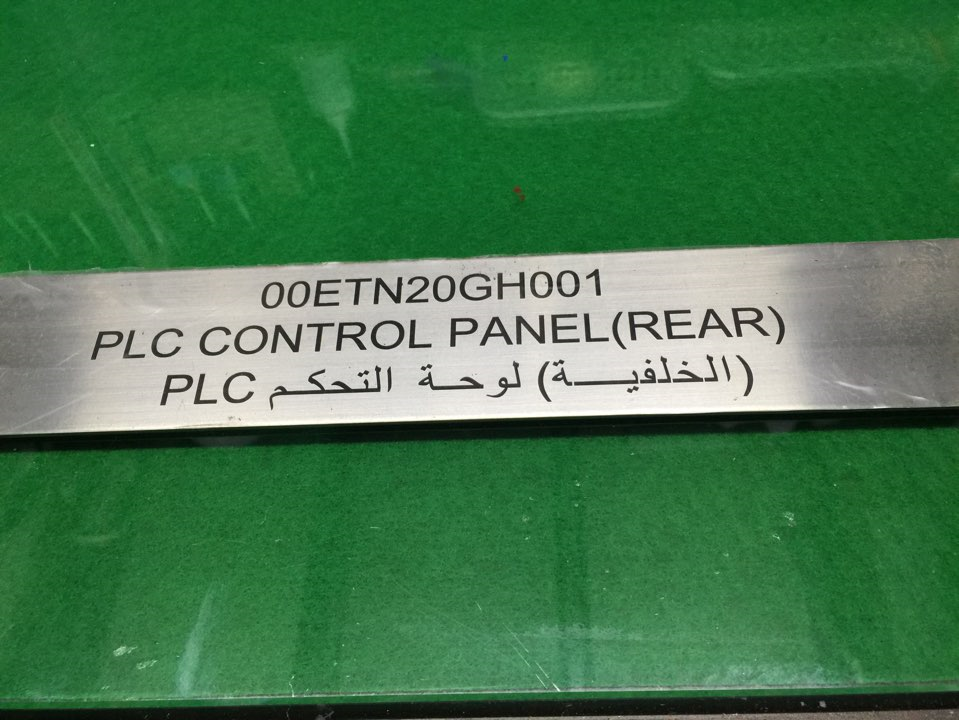 00ETN20GH001
PLC CONTROL PANEL(REAR)
(الخلفية) لوحة التحكم PLC